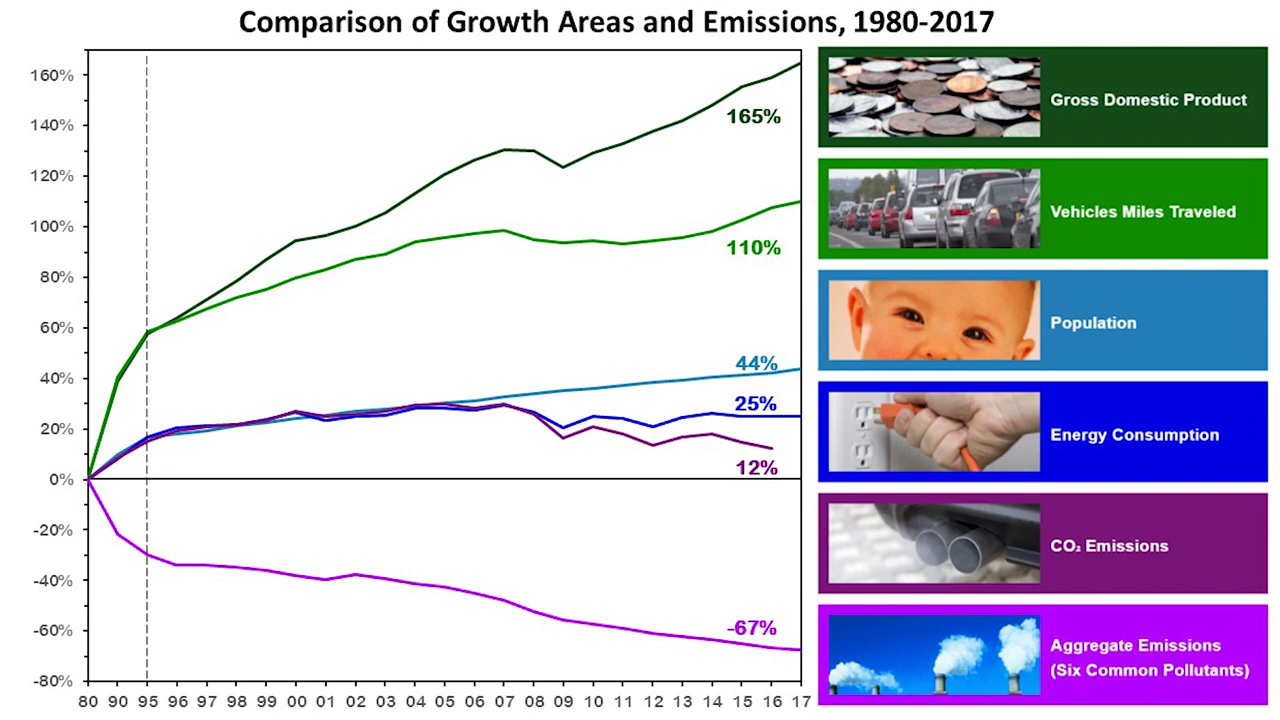 Comparison of Growth Areas and Emissions, 1980-2017
160%
140%
120%
100%
80%
60%
40%
20%
0%
-20%
-40%
-60%
-80%
165%
110%
44%
25%
12%
-67%
80 90 95 96 97 98 99 00 01 02 03 04 05 06 07 08 09 10 11 12 13 14 15 16 17
Gross Domestic Product
Vehicles Miles Traveled
Population
Energy Consumption
CO₂ Emissions
Aggregate Emissions
(Six Common Pollutants)